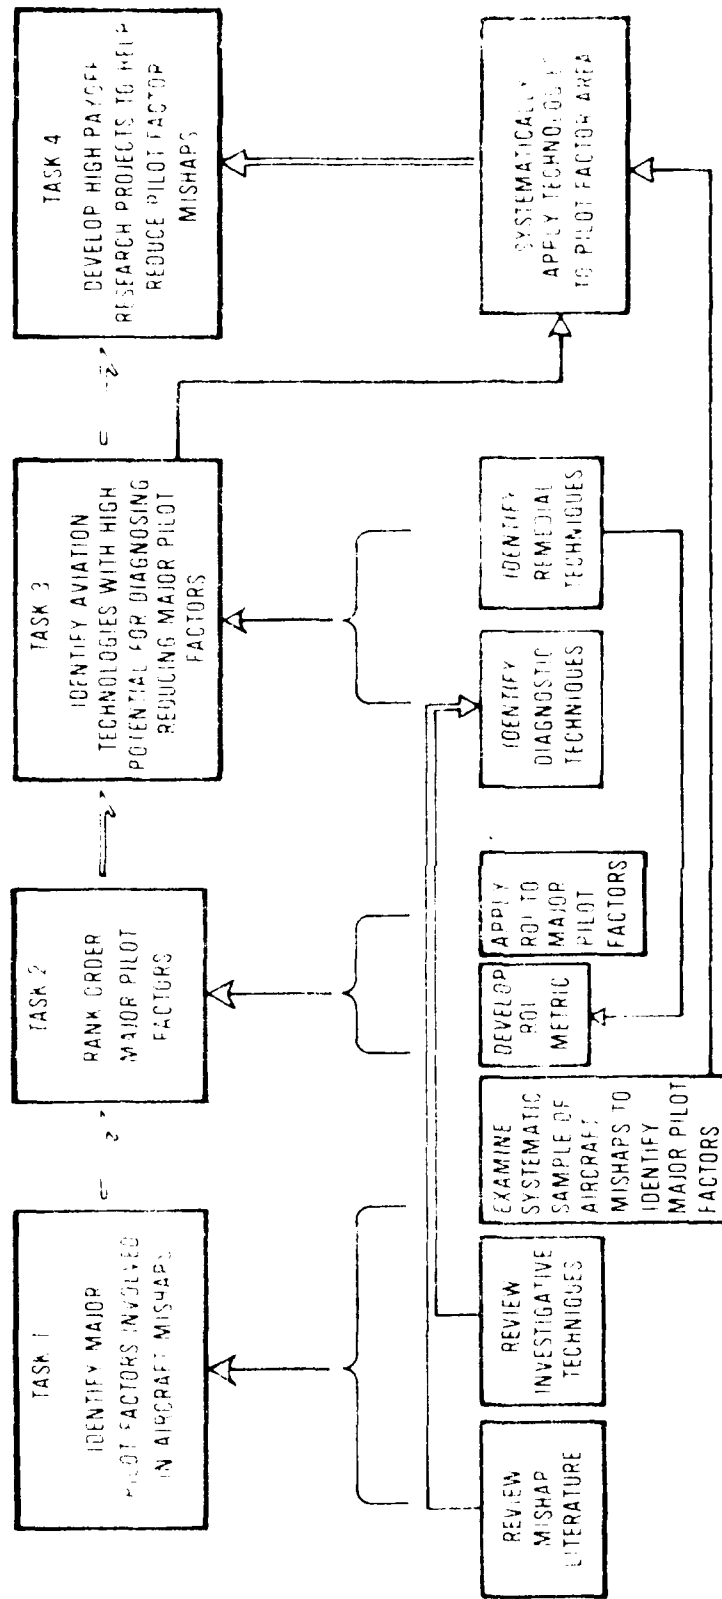 TASK 1
IDENTIFY MAJOR
PILOT FACTORS INVOLVED
IN AIRCRAFT MISHAPS
TASK 2
RANK ORDER
MAJOR PILOT
FACTORS
TASK 3
IDENTIFY AVIATION
TECHNOLOGIES WITH HIGH
POTENTIAL FOR DIAGNOSING
REDUCING MAJOR PILOT
FACTORS
TASK 4
DEVELOP HIGH PAYOFF
RESEARCH PROJECTS TO HELP
REDUCE PILOT FACTOR
MISHAPS
REVIEW
MISHAP
LITERATURE
REVIEW
INVESTIGATIVE
TECHNIQUES
EXAMINE
SYSTEMATIC
SAMPLE OF
AIRCRAFT
MISHAPS TO
IDENTIFY
MAJOR PILOT
FACTORS
DEVELOP
ROI
METRIC
APPLY
ROI TO
MAJOR
PILOT
FACTORS
IDENTIFY
DIAGNOSTIC
TECHNIQUES
IDENTIFY
REMEDIAL
TECHNIQUES
SYSTEMATICALLY
APPLY TECHNOLOGIES
TO PILOT FACTOR AREA